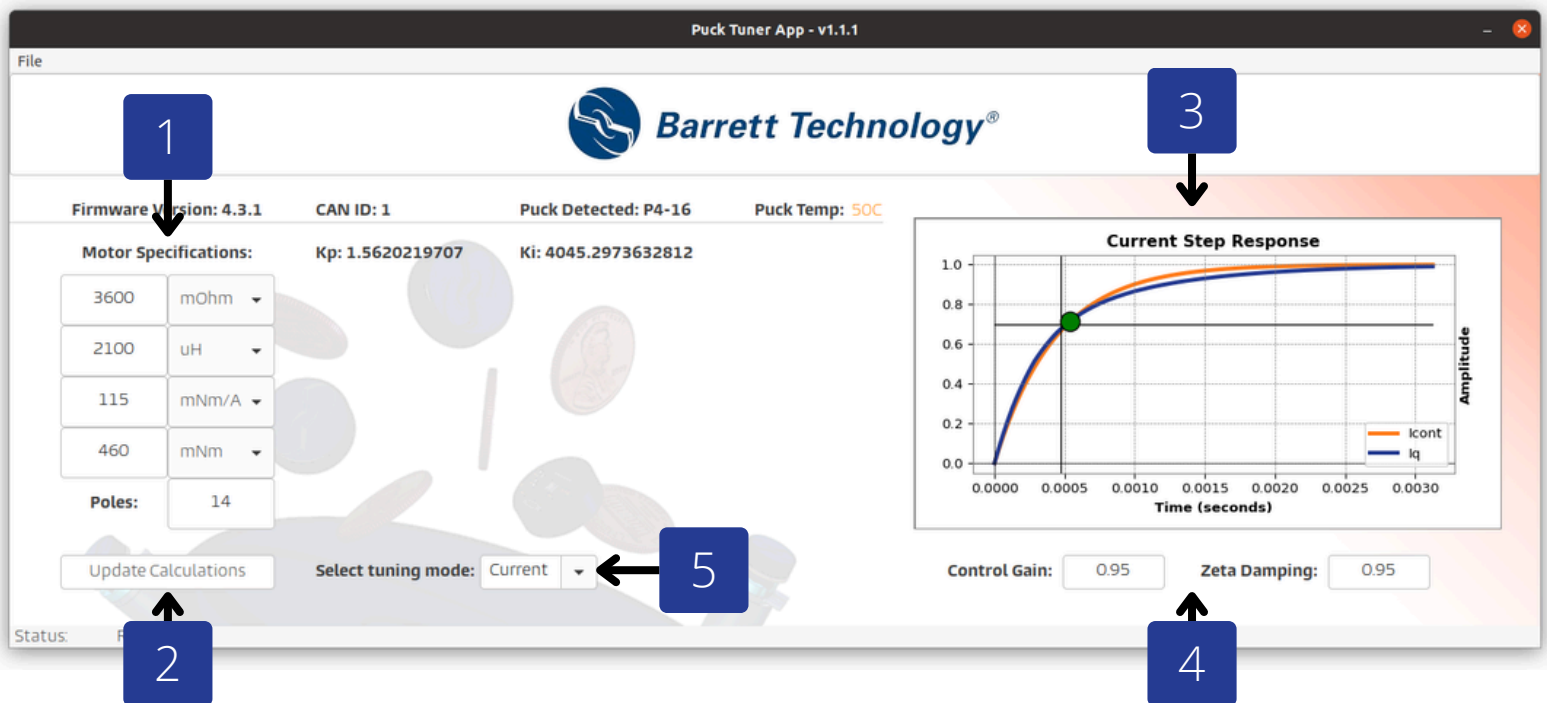 Puck Tuner App - v1.1.1
File
1
Barrett Technology®
3
Firmware Version: 4.3.1 CAN ID: 1 Puck Detected: P4-16 Puck Temp: 50C
Motor Specifications: Kp: 1.5620219707 Ki: 4045.2973632812
3600 mOhm
2100 uH
115 mNm/A
460 mNm
Poles: 14
Current Step Response
1.0
0.8
0.6
0.4
0.2
0.0
Amplitude
Icont
Iq
0.0000 0.0005 0.0010 0.0015 0.0020 0.0025 0.0030
Time (seconds)
Update Calculations Select tuning mode: Current 5
Control Gain: 0.95 Zeta Damping: 0.95
Status:
2
4